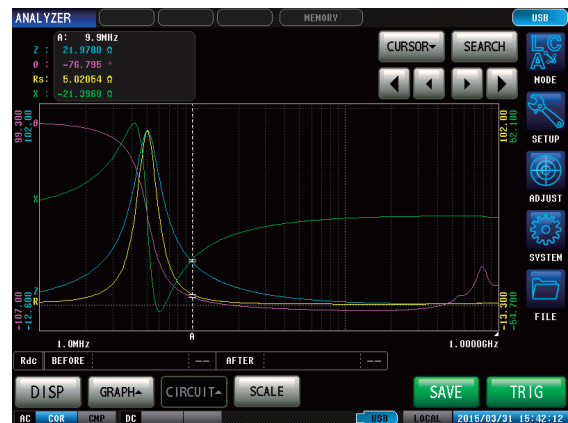 ANALYZER MEMORY USB
A: 9.9MHz
Z : 21.9780 Ω
θ : -76.795 °
Rs: 5.02054 Ω
X : -21.3969 Ω
CURSOR SEARCH
LCA
MODE
SETUP
ADJUST
SYSTEM
FILE
99.300 102.00 102.00 52.100
θ
X
Z
R
-107.00 -12.600 -13.300 -54.700
1.0MHz A 1.0000GHz
Rdc BEFORE -- AFTER --
DISP GRAPH CIRCUIT SCALE SAVE TRIG
AC COR CMP DC USB LOCAL 2015/03/31 15:42:12